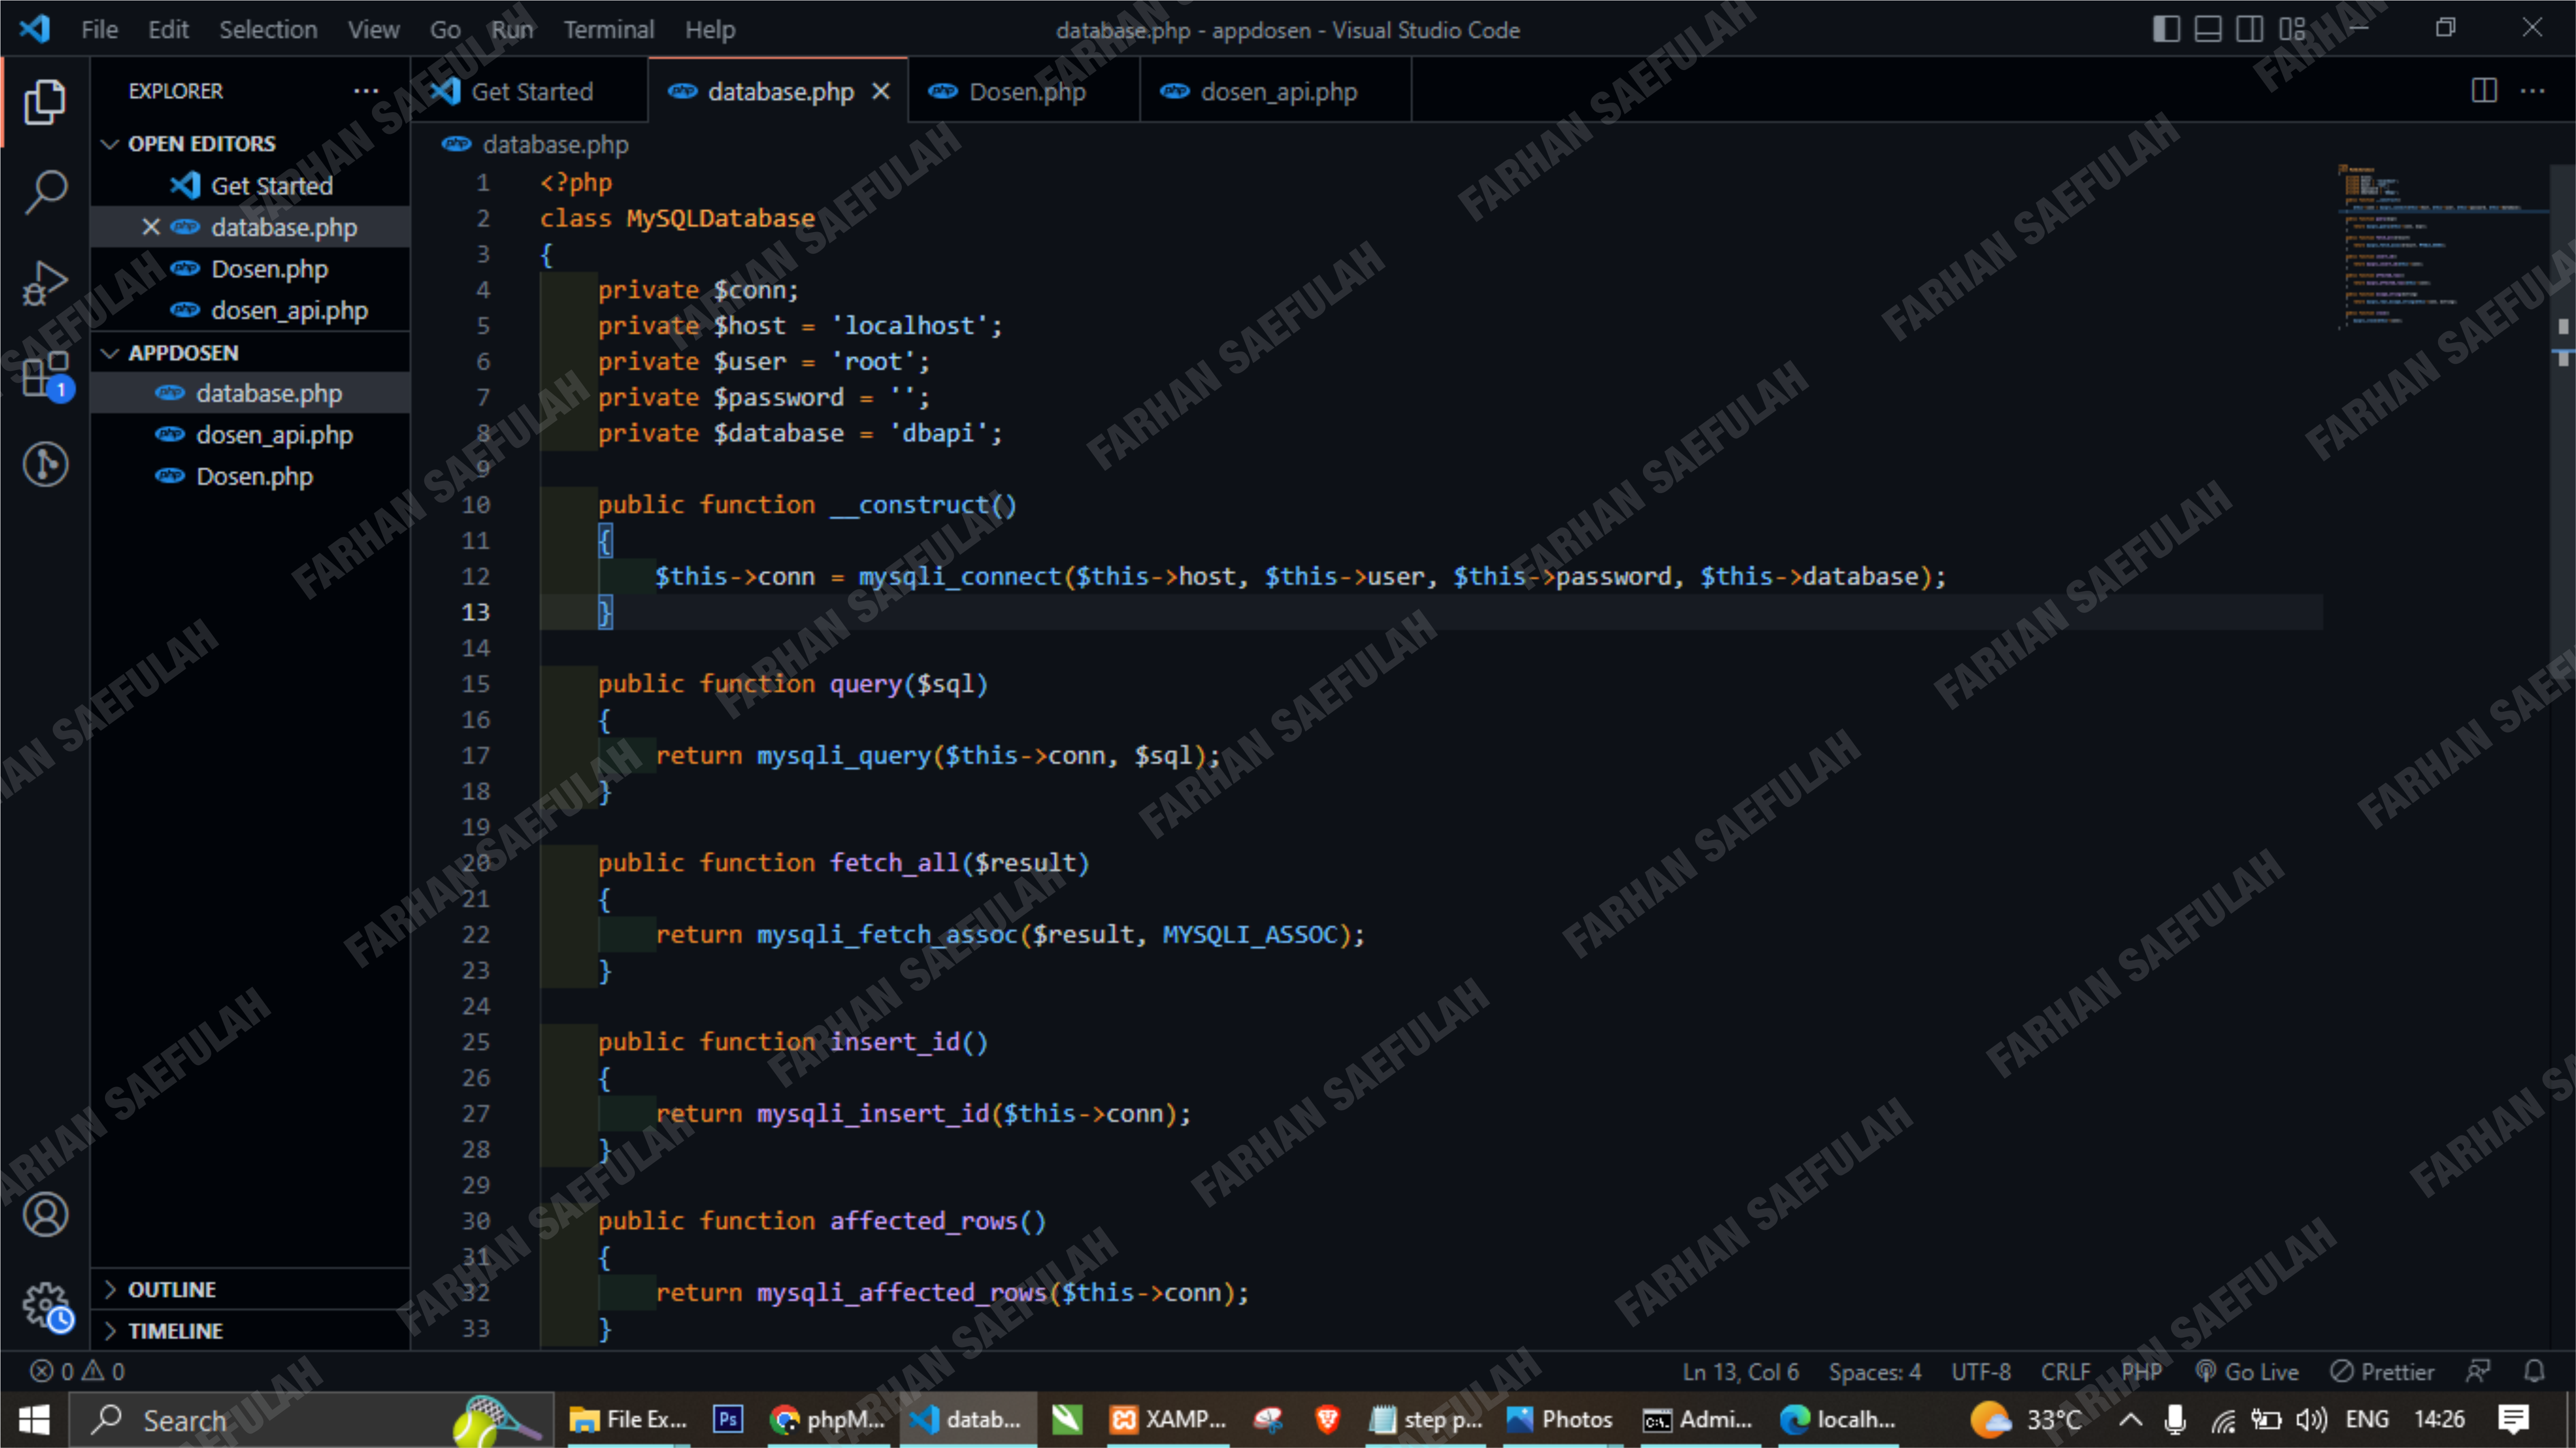 File Edit Selection View Go Run Terminal Help database.php - appdosen - Visual Studio Code
EXPLORER
OPEN EDITORS
Get Started
database.php
Dosen.php
dosen_api.php
APPDOSEN
database.php
dosen_api.php
Dosen.php
OUTLINE
TIMELINE
1
Get Started database.php Dosen.php dosen_api.php
database.php
1 <?php
2 class MySQLDatabase
3 {
4 private $conn;
5 private $host = 'localhost';
6 private $user = 'root';
7 private $password = '';
8 private $database = 'dbapi';
9
10 public function __construct()
11 {
12 $this->conn = mysqli_connect($this->host, $this->user, $this->password, $this->database);
13 }
14
15 public function query($sql)
16 {
17 return mysqli_query($this->conn, $sql);
18 }
19
20 public function fetch_all($result)
21 {
22 return mysqli_fetch_assoc($result, MYSQLI_ASSOC);
23 }
24
25 public function insert_id()
26 {
27 return mysqli_insert_id($this->conn);
28 }
29
30 public function affected_rows()
31 {
32 return mysqli_affected_rows($this->conn);
33 }
0 0 Ln 13, Col 6 Spaces: 4 UTF-8 CRLF PHP Go Live Prettier
Search File Ex... Ps phpM... datab... XAMP... step p... Photos Admi... localh... 33°C ENG 14:26
FARHAN SAEFULAH